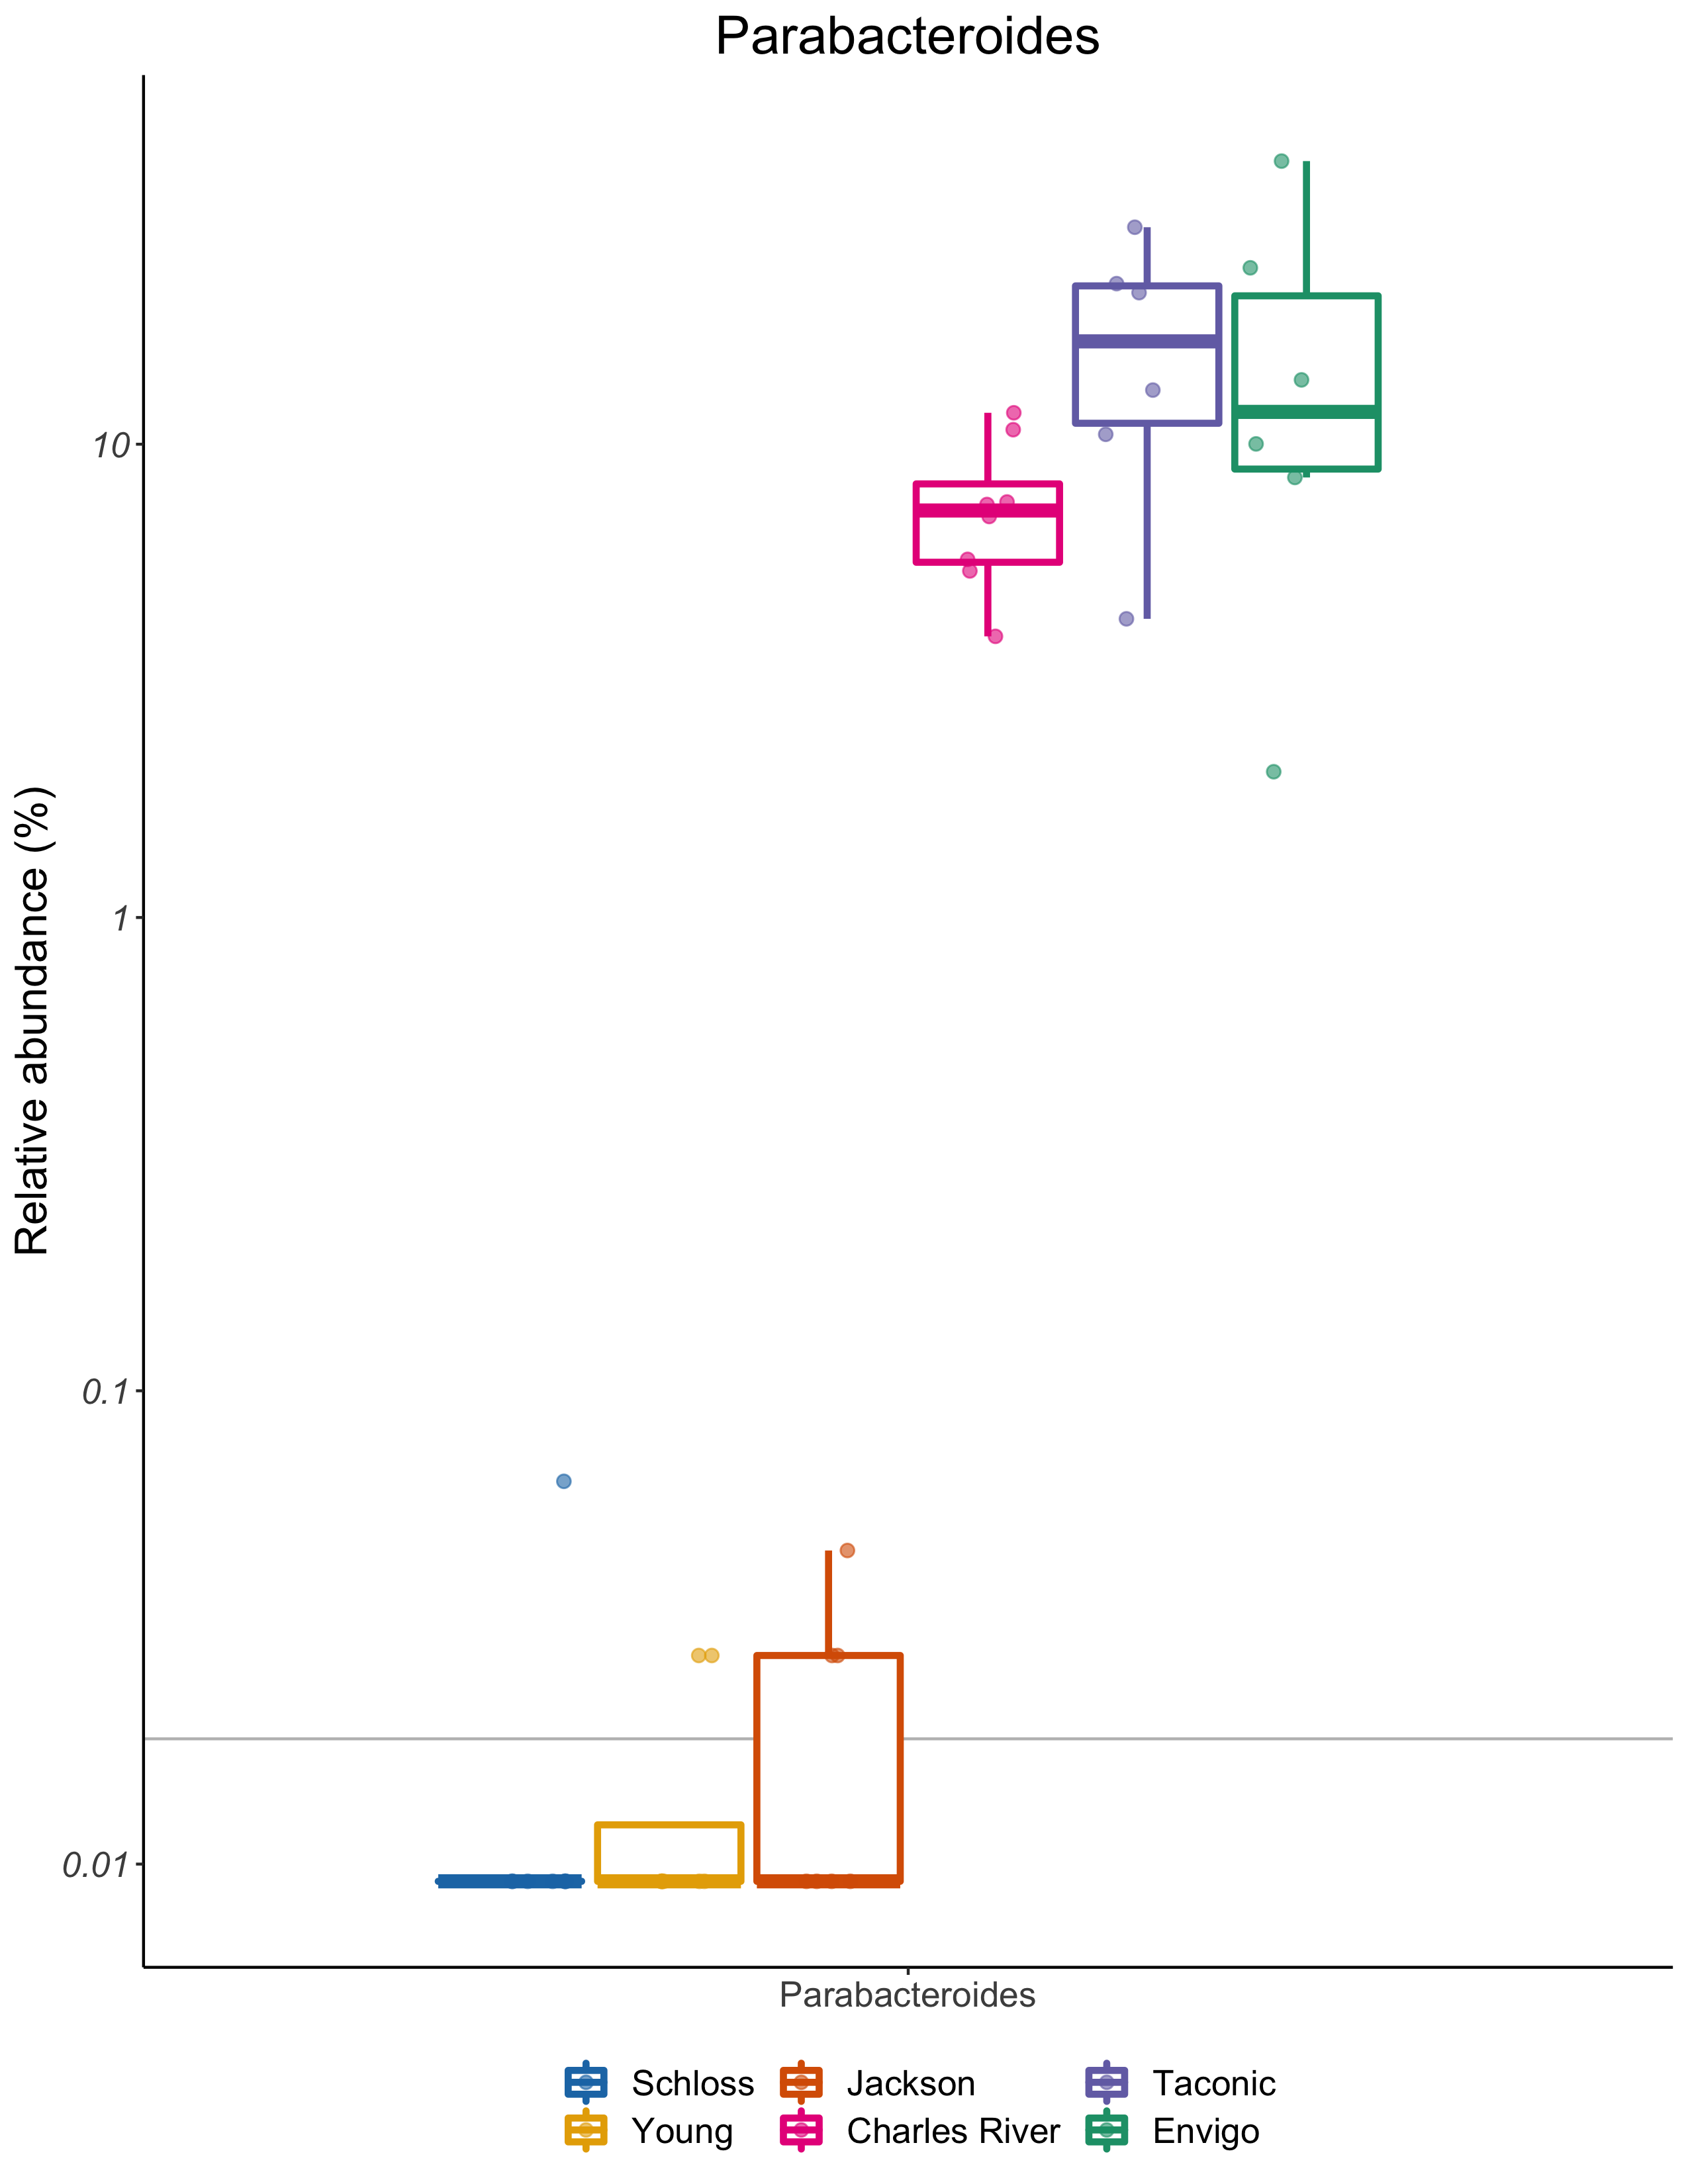 Parabacteroides
Relative abundance (%)
10
1
0.1
0.01
Parabacteroides
Schloss
Jackson
Taconic
Young
Charles River
Envigo